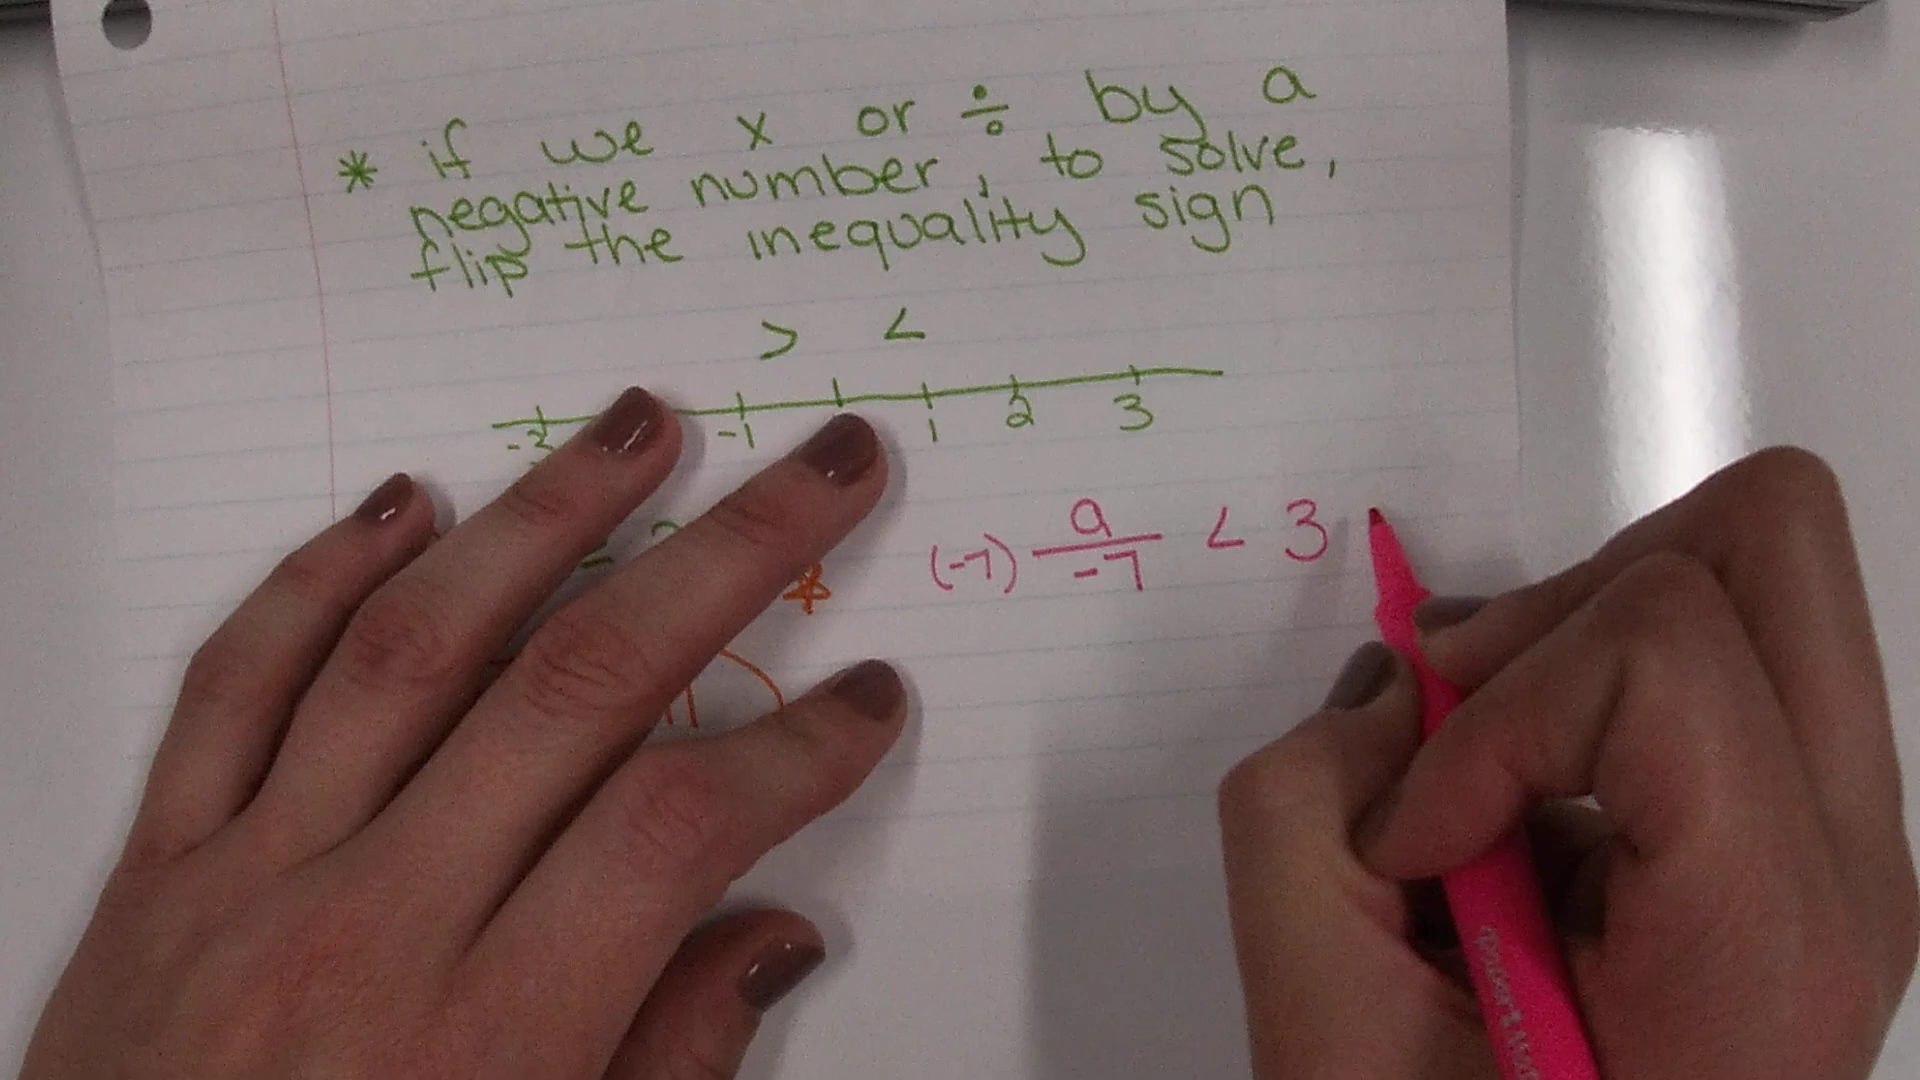 * if we x or ÷ by a
negative number, to solve,
flip the inequality sign
> <
-1 1 2 3
(-7) a/-7 < 3